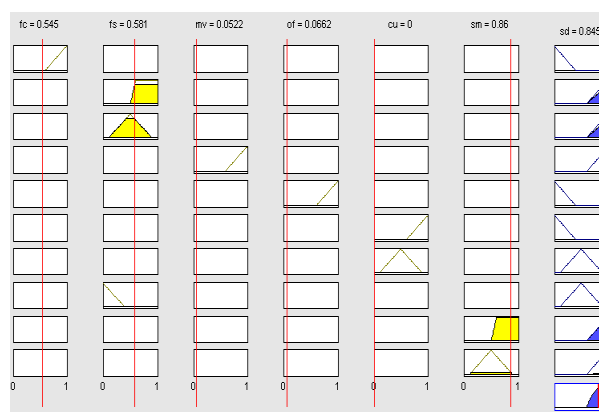 fc = 0.545 fs = 0.581 mv = 0.0522 of = 0.0662 cu = 0 sm = 0.86 sd = 0.845
0 1 0 1 0 1 0 1 0 1 0 1